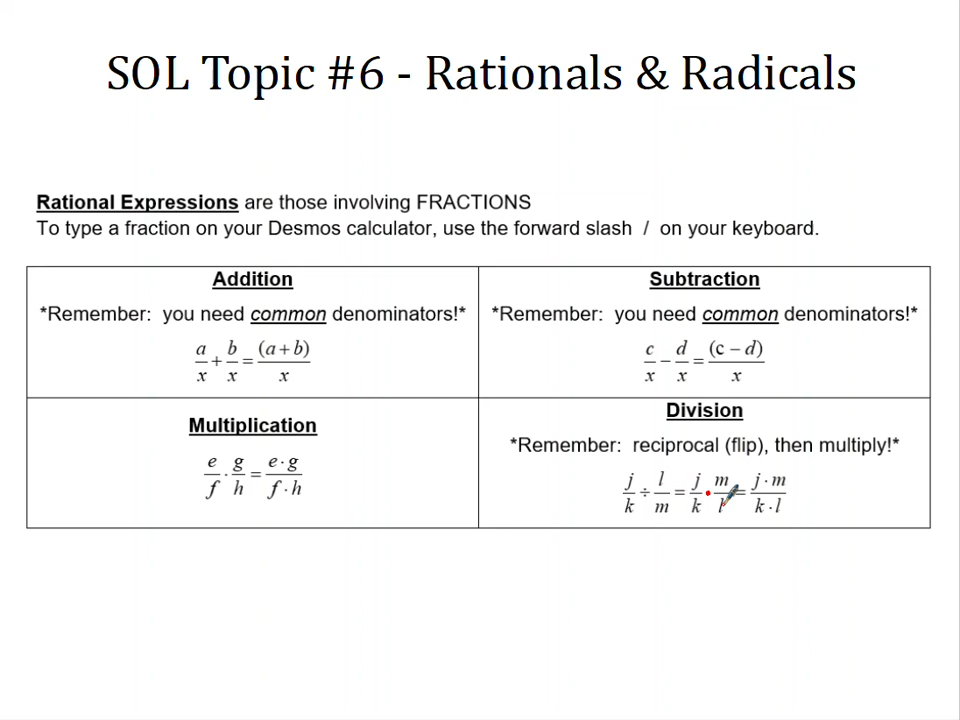 SOL Topic #6 - Rationals & Radicals
Rational Expressions are those involving FRACTIONS
To type a fraction on your Desmos calculator, use the forward slash / on your keyboard.
Addition
*Remember: you need common denominators!*
a/x + b/x = (a + b)/x
Subtraction
*Remember: you need common denominators!*
c/x − d/x = (c − d)/x
Multiplication
e/f · g/h = e · g/f · h
Division
*Remember: reciprocal (flip), then multiply!*
j/k ÷ l/m = j/k · m/l = j · m/k · l